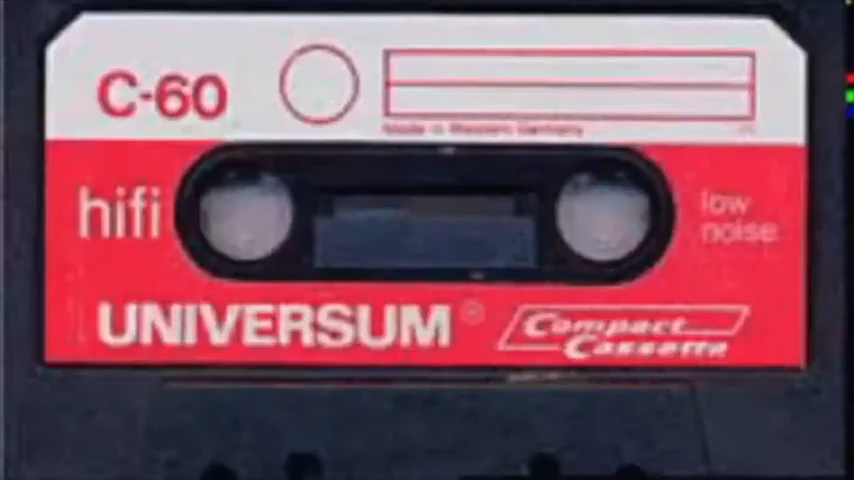 C-60
Made in Western Germany
hifi
low
noise
UNIVERSUM®
Compact
Cassette